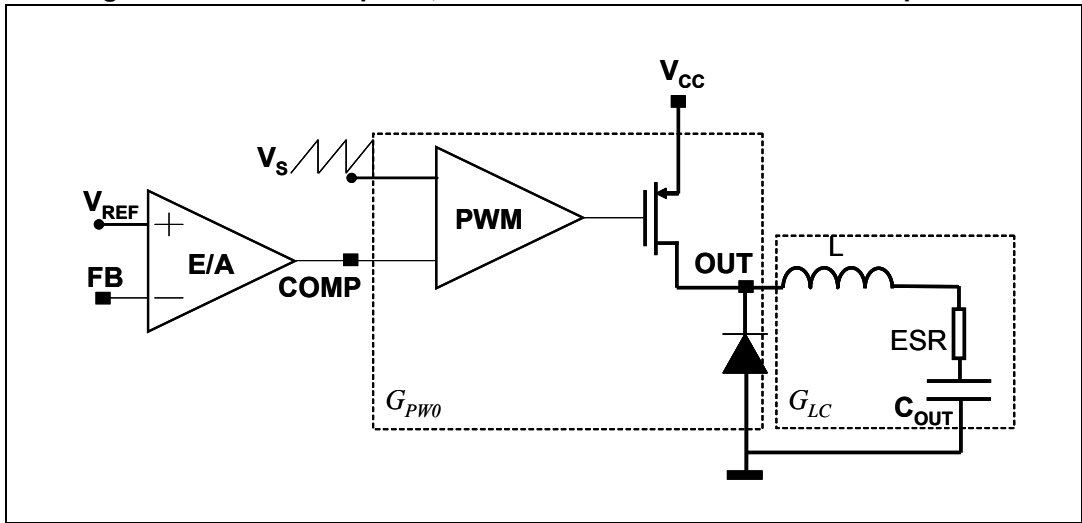 V_CC
V_S
V_REF
+
PWM
E/A
FB
−
COMP
OUT
L
ESR
C_OUT
G_PW0
G_LC